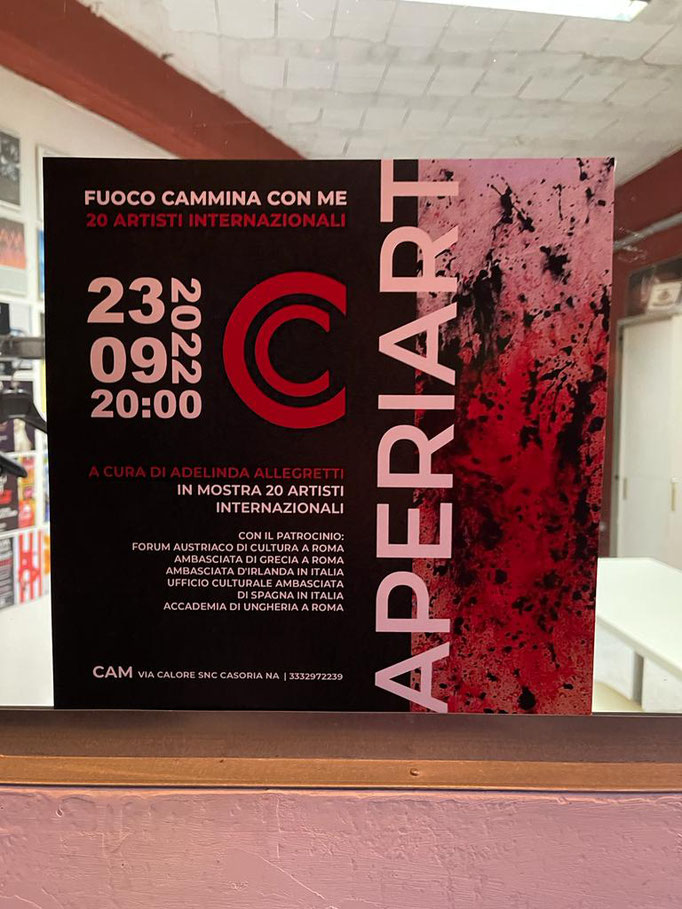 FUOCO CAMMINA CON ME
20 ARTISTI INTERNAZIONALI
23
09
2022
20:00
A CURA DI ADELINDA ALLEGRETTI
IN MOSTRA 20 ARTISTI
INTERNAZIONALI
CON IL PATROCINIO:
FORUM AUSTRIACO DI CULTURA A ROMA
AMBASCIATA DI GRECIA A ROMA
AMBASCIATA D'IRLANDA IN ITALIA
UFFICIO CULTURALE AMBASCIATA
DI SPAGNA IN ITALIA
ACCADEMIA DI UNGHERIA A ROMA
CAM VIA CALORE SNC CASORIA NA | 3332972239
APERIART